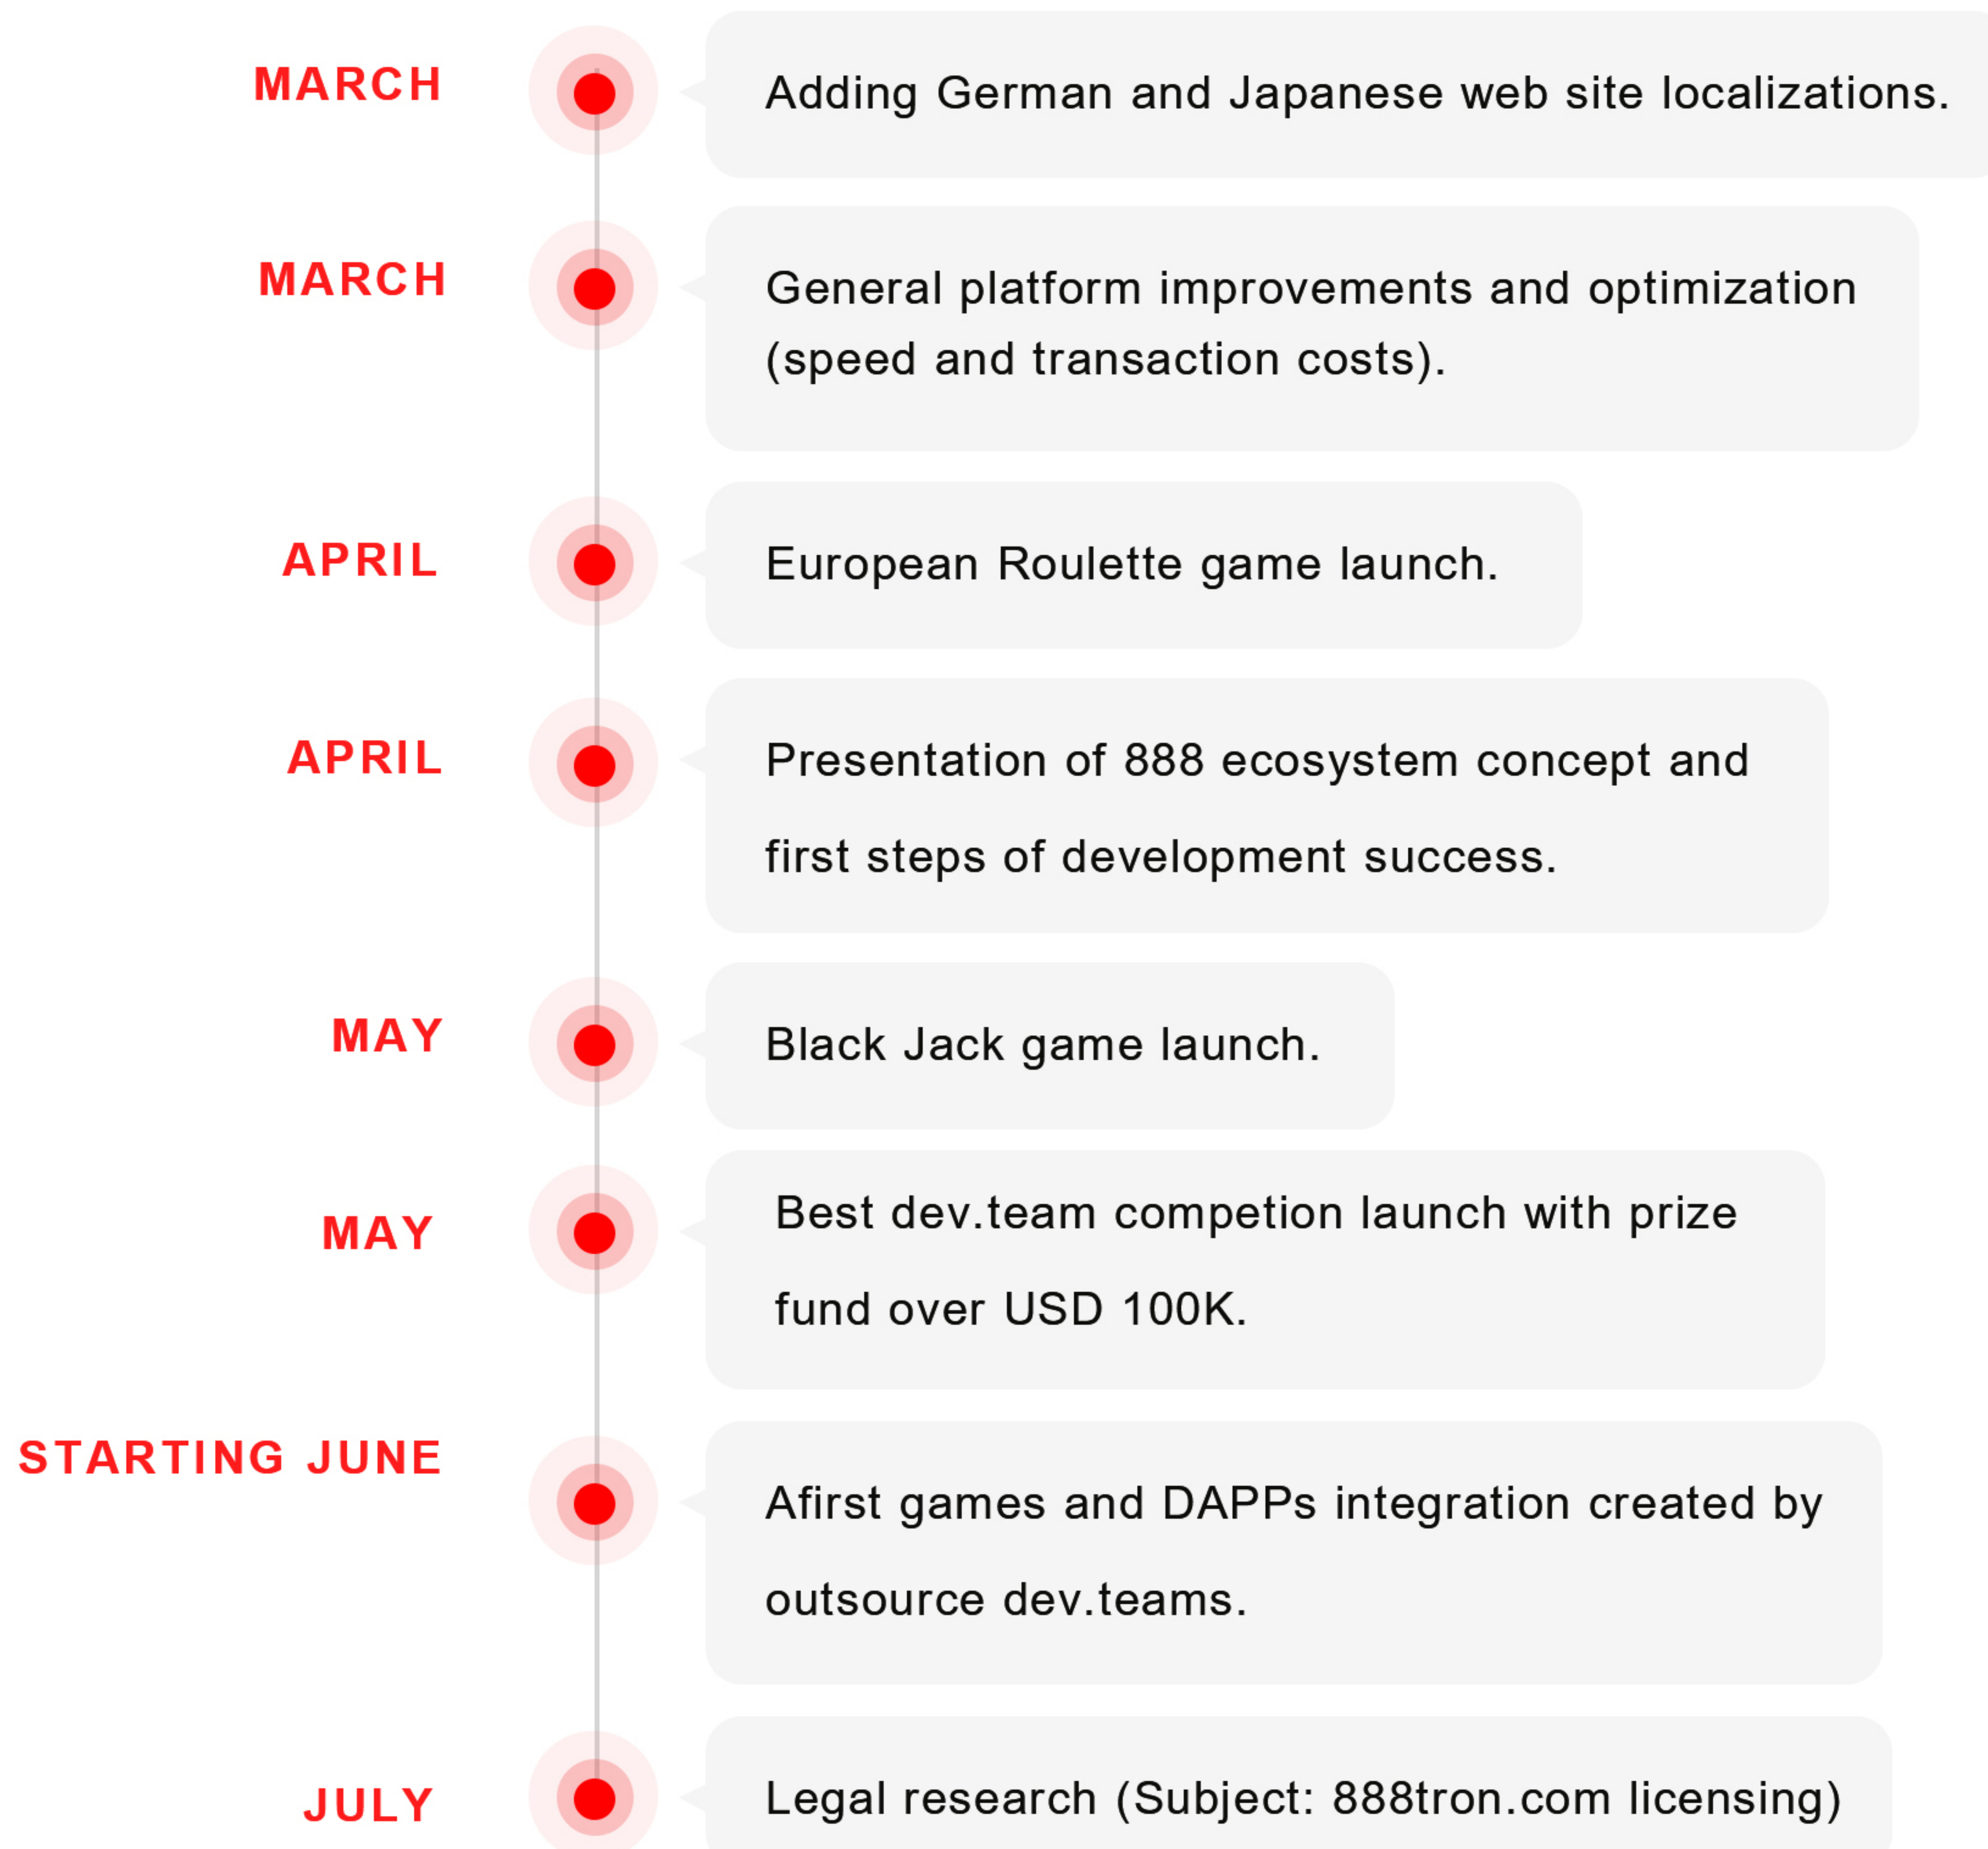 MARCH
Adding German and Japanese web site localizations.
MARCH
General platform improvements and optimization
(speed and transaction costs).
APRIL
European Roulette game launch.
APRIL
Presentation of 888 ecosystem concept and
first steps of development success.
MAY
Black Jack game launch.
MAY
Best dev.team competion launch with prize
fund over USD 100K.
STARTING JUNE
Afirst games and DAPPs integration created by
outsource dev.teams.
JULY
Legal research (Subject: 888tron.com licensing)